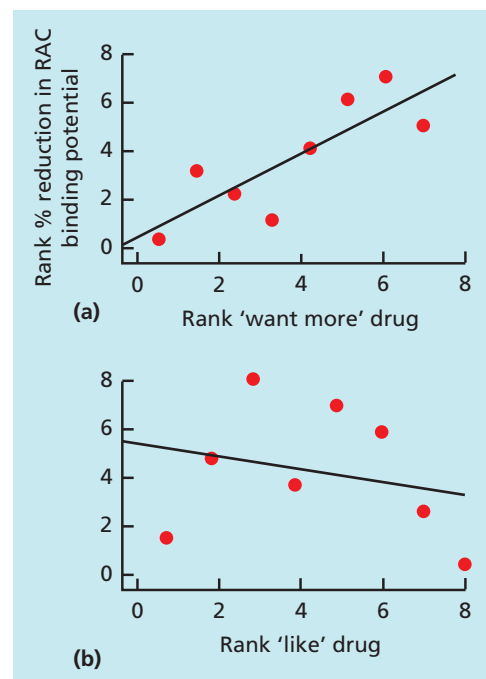 Rank % reduction in RAC
binding potential
8
6
4
2
0
0 2 4 6 8
(a)
Rank ‘want more’ drug
8
6
4
2
0
0 2 4 6 8
Rank ‘like’ drug
(b)